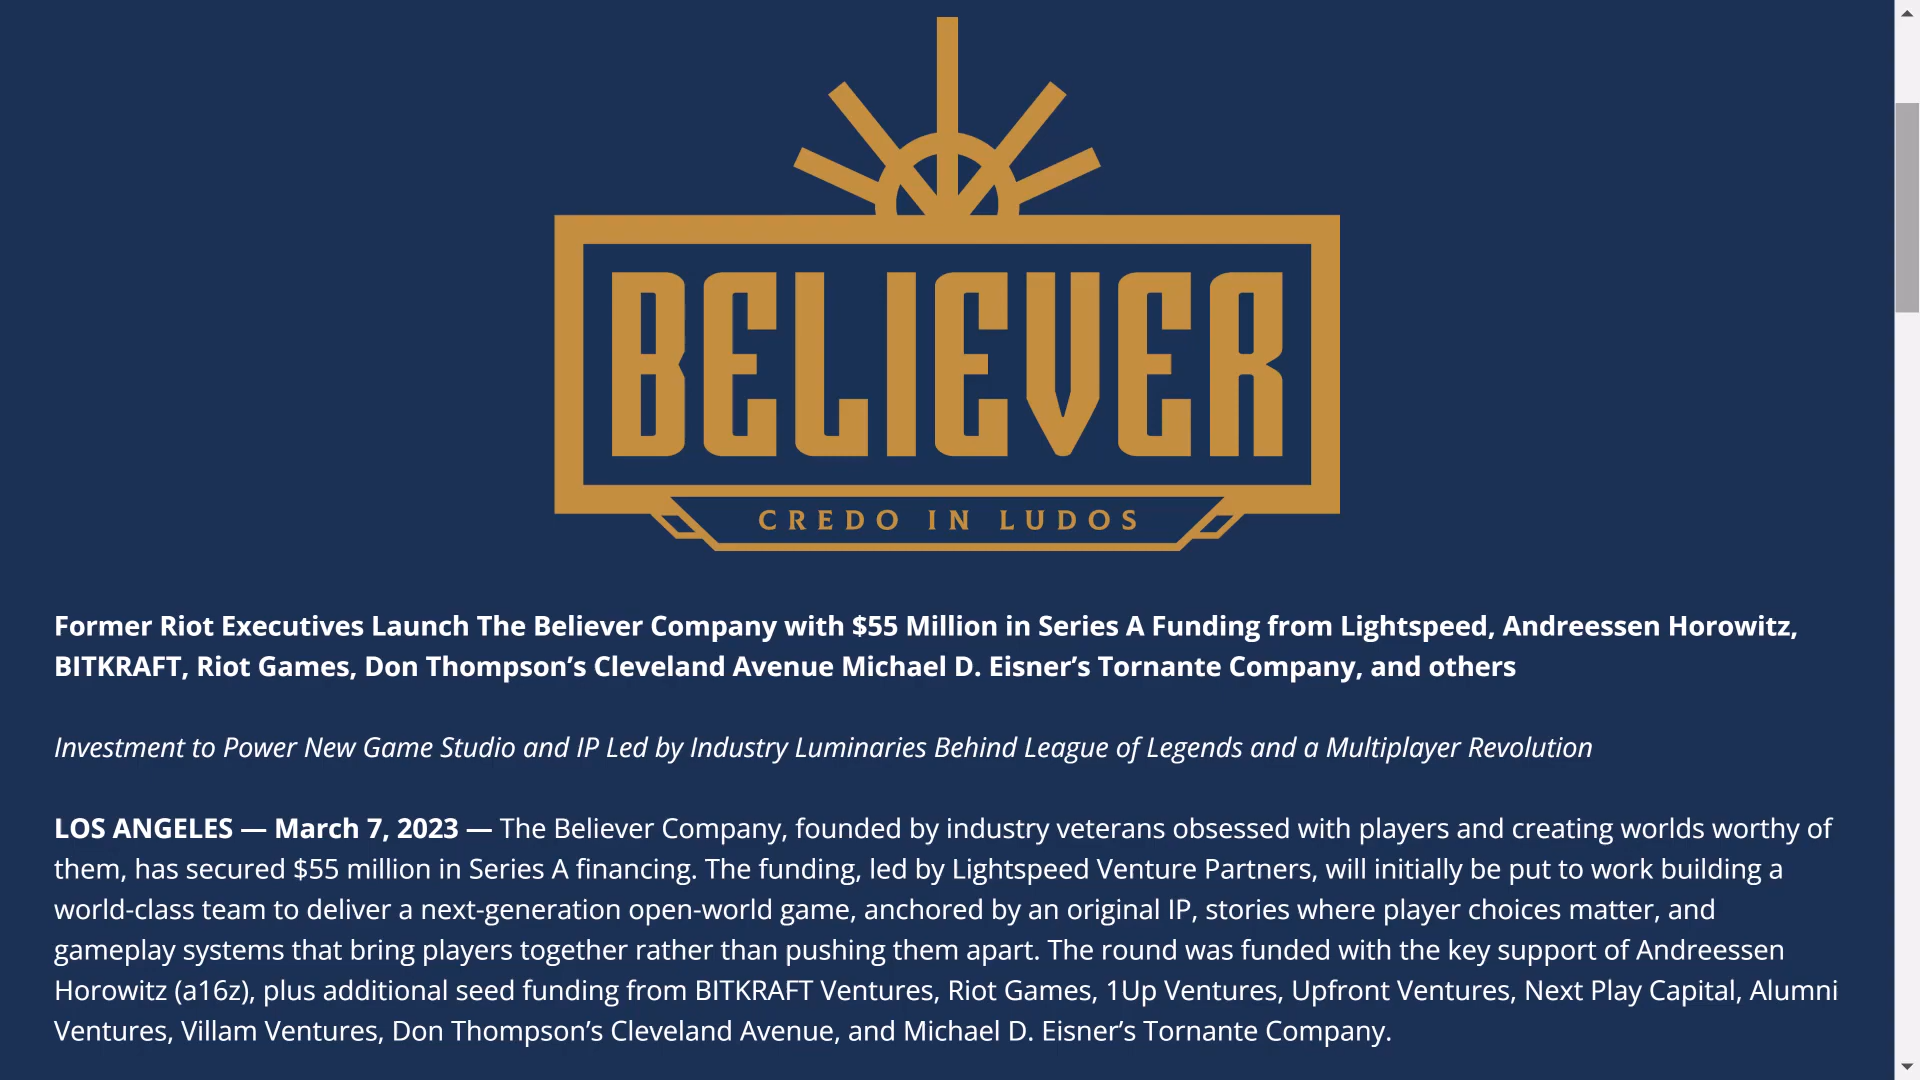 BELIEVER
CREDO IN LUDOS
Former Riot Executives Launch The Believer Company with $55 Million in Series A Funding from Lightspeed, Andreessen Horowitz,
BITKRAFT, Riot Games, Don Thompson’s Cleveland Avenue Michael D. Eisner’s Tornante Company, and others
Investment to Power New Game Studio and IP Led by Industry Luminaries Behind League of Legends and a Multiplayer Revolution
LOS ANGELES — March 7, 2023 — The Believer Company, founded by industry veterans obsessed with players and creating worlds worthy of
them, has secured $55 million in Series A financing. The funding, led by Lightspeed Venture Partners, will initially be put to work building a
world-class team to deliver a next-generation open-world game, anchored by an original IP, stories where player choices matter, and
gameplay systems that bring players together rather than pushing them apart. The round was funded with the key support of Andreessen
Horowitz (a16z), plus additional seed funding from BITKRAFT Ventures, Riot Games, 1Up Ventures, Upfront Ventures, Next Play Capital, Alumni
Ventures, Villam Ventures, Don Thompson’s Cleveland Avenue, and Michael D. Eisner’s Tornante Company.